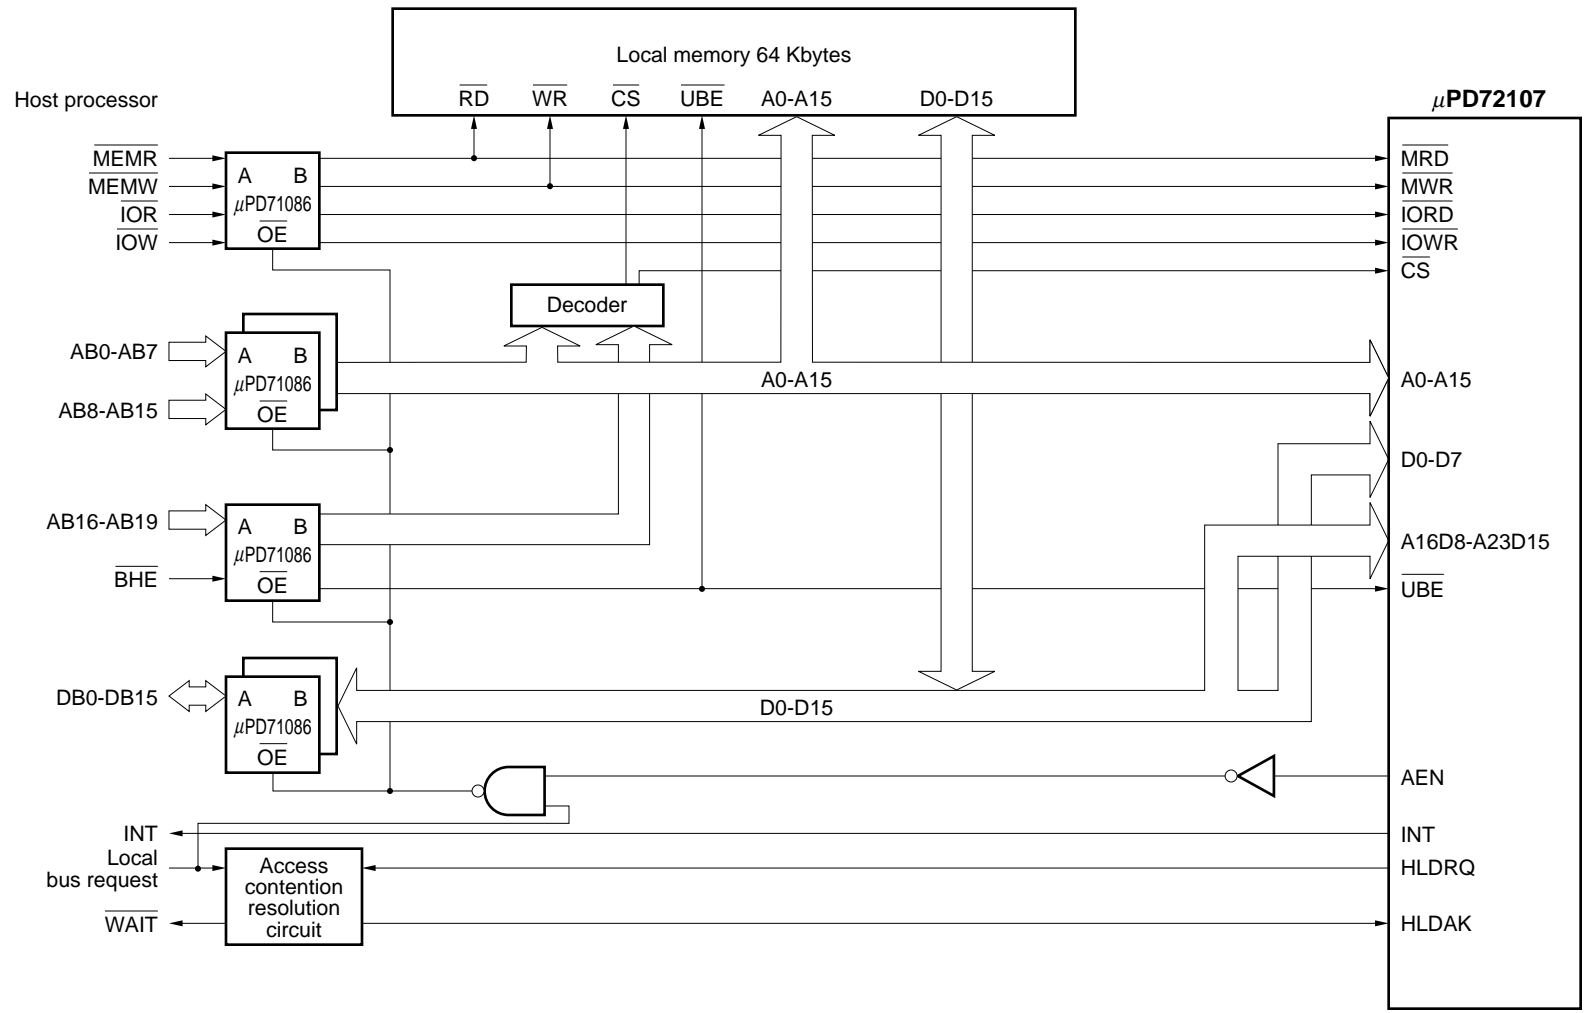 Local memory 64 Kbytes
RD WR CS UBE A0-A15 D0-D15
Host processor
μPD72107
MEMR
MEMW
IOR
IOW
A B
μPD71086
OE
MRD
MWR
IORD
IOWR
CS
Decoder
AB0-AB7
AB8-AB15
A B
μPD71086
OE
A0-A15
A0-A15
D0-D7
AB16-AB19
BHE
A B
μPD71086
OE
A16D8-A23D15
UBE
DB0-DB15
A B
μPD71086
OE
D0-D15
AEN
INT
INT
Local
bus request
Access
contention
resolution
circuit
HLDRQ
WAIT
HLDAK